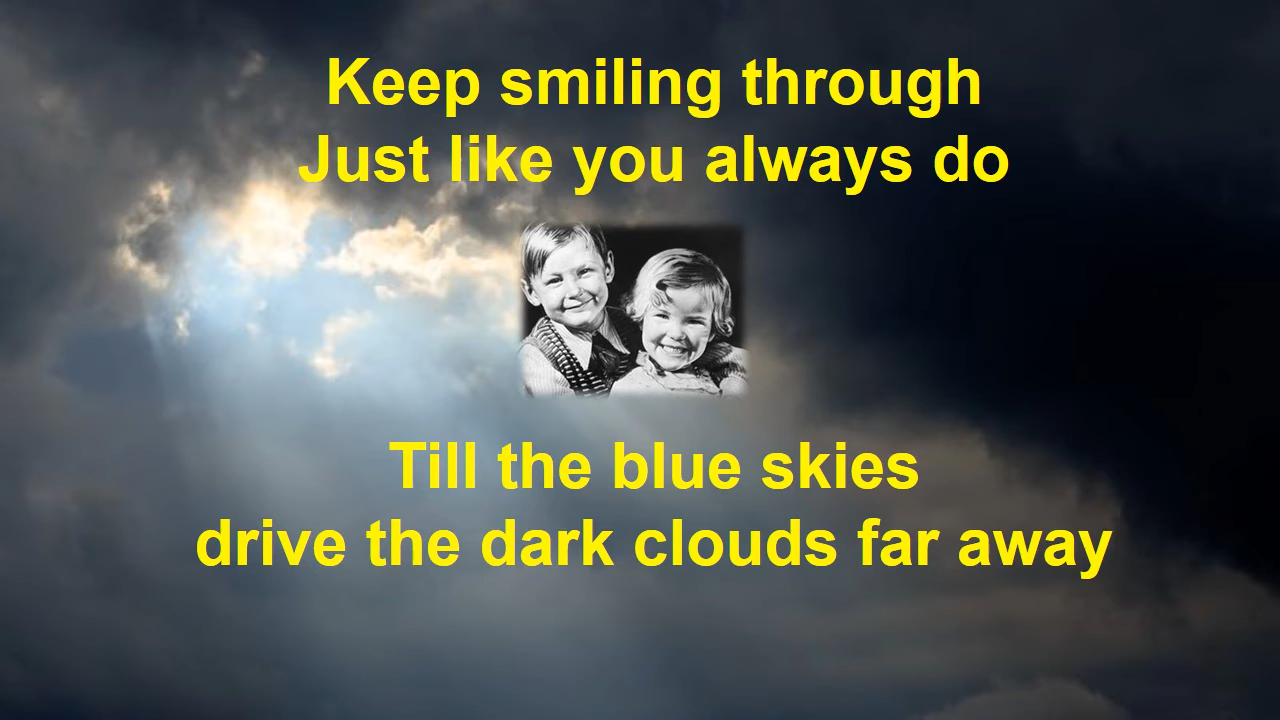 Keep smiling through
Just like you always do
Till the blue skies
drive the dark clouds far away